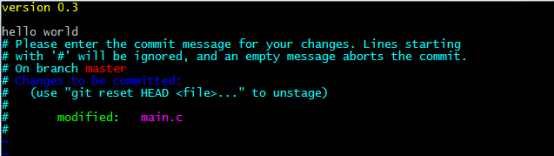 version 0.3
hello world
# Please enter the commit message for your changes. Lines starting
# with '#' will be ignored, and an empty message aborts the commit.
# On branch master
# Changes to be committed:
#   (use "git reset HEAD <file>..." to unstage)
#
#       modified:   main.c
#
~
~